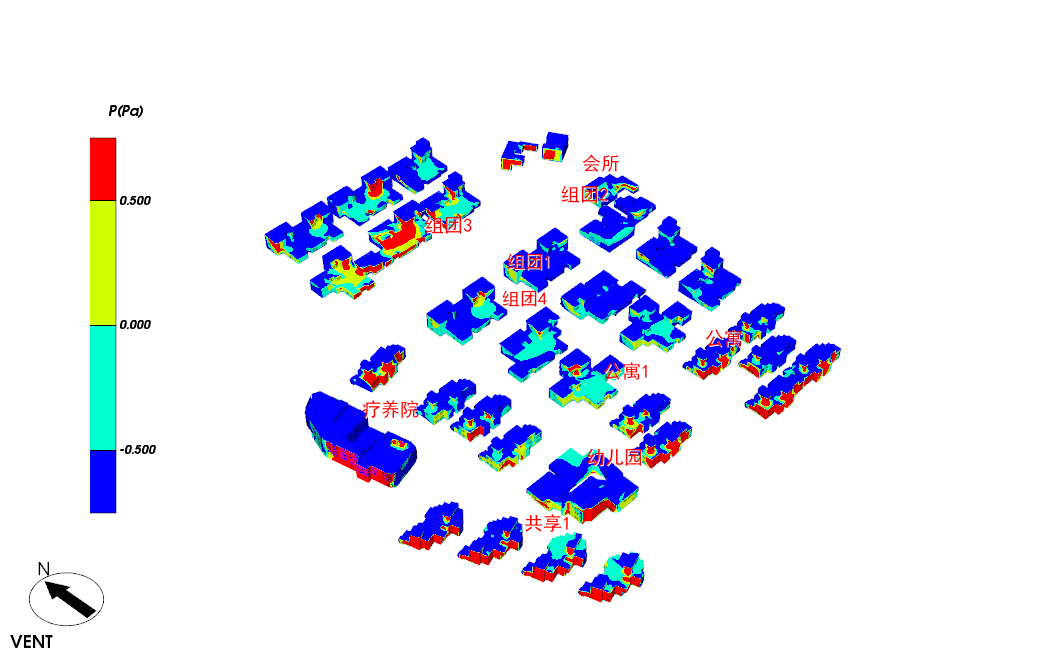 P(Pa)
0.500
0.000
-0.500
会所
组团2
组团3
组团1
组团4
公寓
公寓1
疗养院
幼儿园
共享1
N
VENT